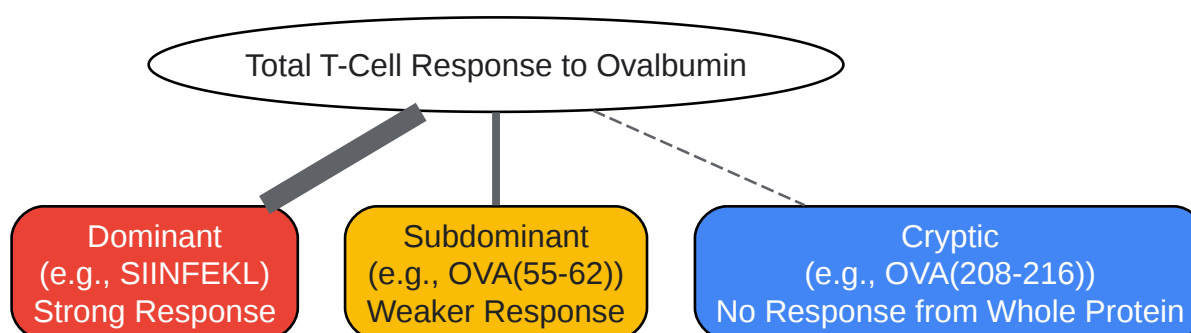 Total T-Cell Response to Ovalbumin
Dominant
(e.g., SIINFEKL)
Strong Response
Subdominant
(e.g., OVA(55-62))
Weaker Response
Cryptic
(e.g., OVA(208-216))
No Response from Whole Protein